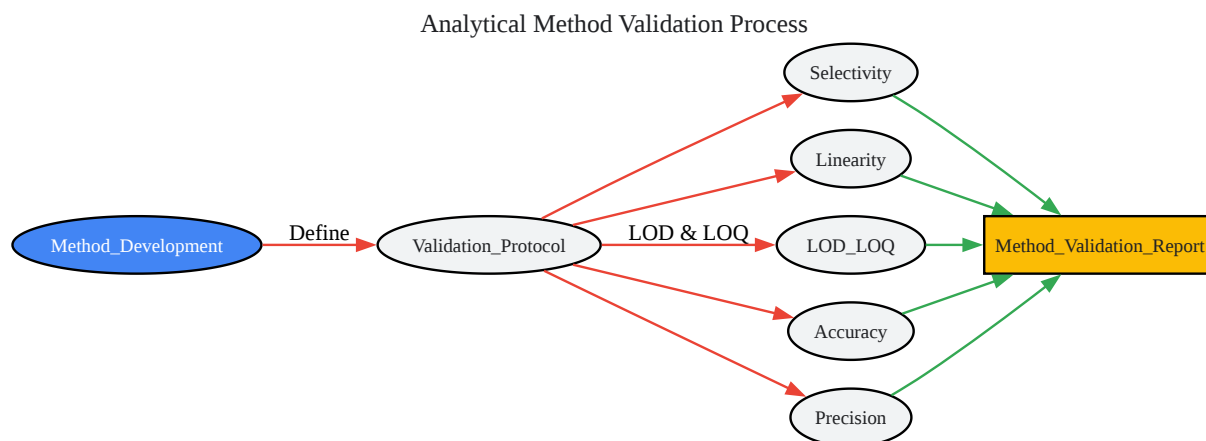 Analytical Method Validation Process
Selectivity
Linearity
Method_Development
Define
Validation_Protocol
LOD & LOQ
LOD_LOQ
Method_Validation_Report
Accuracy
Precision